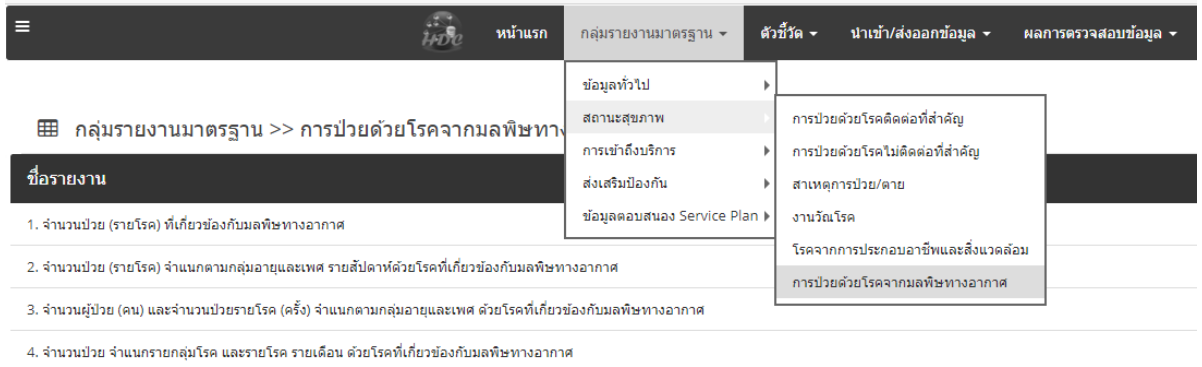 HDC
หน้าแรก
กลุ่มรายงานมาตรฐาน
ตัวชี้วัด
นำเข้า/ส่งออกข้อมูล
ผลการตรวจสอบข้อมูล
ข้อมูลทั่วไป
สถานะสุขภาพ
การเข้าถึงบริการ
ส่งเสริมป้องกัน
ข้อมูลตอบสนอง Service Plan
การป่วยด้วยโรคติดต่อที่สำคัญ
การป่วยด้วยโรคไม่ติดต่อที่สำคัญ
สาเหตุการป่วย/ตาย
งานวัณโรค
โรคจากการประกอบอาชีพและสิ่งแวดล้อม
การป่วยด้วยโรคจากมลพิษทางอากาศ
กลุ่มรายงานมาตรฐาน >> การป่วยด้วยโรคจากมลพิษทาง
ชื่อรายงาน
1. จำนวนป่วย (รายโรค) ที่เกี่ยวข้องกับมลพิษทางอากาศ
2. จำนวนป่วย (รายโรค) จำแนกตามกลุ่มอายุและเพศ รายสัปดาห์ด้วยโรคที่เกี่ยวข้องกับมลพิษทางอากาศ
3. จำนวนผู้ป่วย (คน) และจำนวนป่วยรายโรค (ครั้ง) จำแนกตามกลุ่มอายุและเพศ ด้วยโรคที่เกี่ยวข้องกับมลพิษทางอากาศ
4. จำนวนป่วย จำแนกรายกลุ่มโรค และรายโรค รายเดือน ด้วยโรคที่เกี่ยวข้องกับมลพิษทางอากาศ